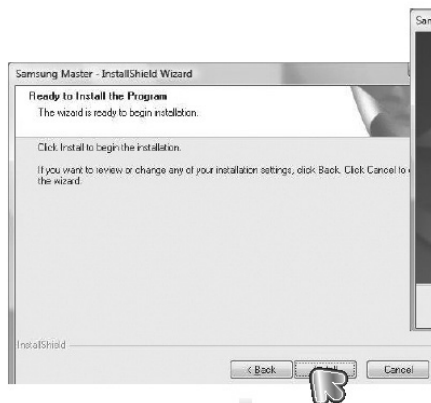 Sam
Samsung Master - InstallShield Wizard
Ready to Install the Program
The wizard is ready to begin installation.
Click Install to begin the installation.
If you want to review or change any of your installation settings, click Back. Click Cancel to
the wizard.
InstallShield
< Back
Cancel